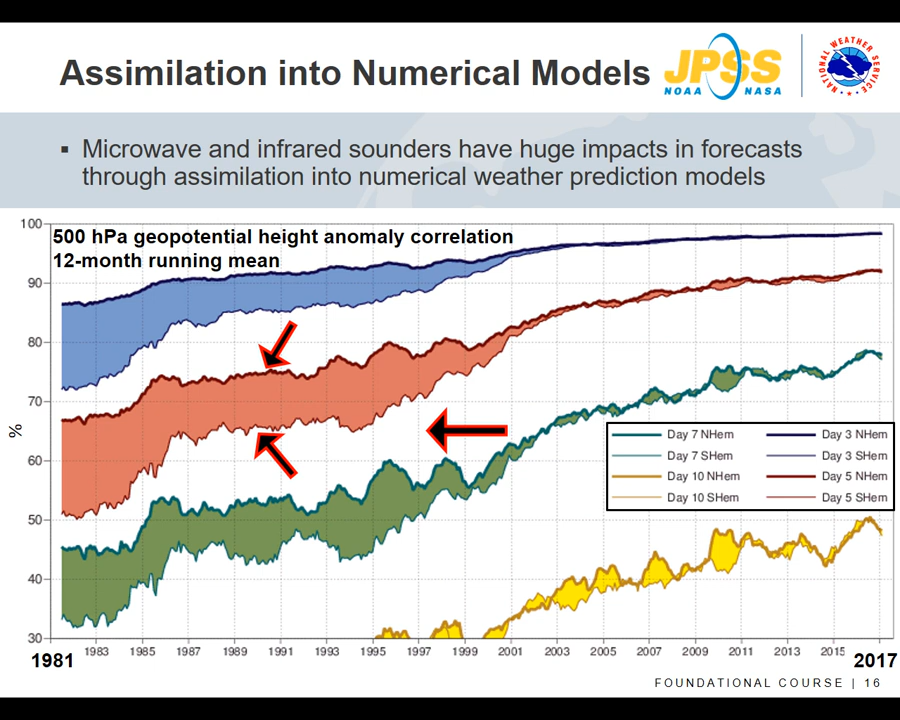 Assimilation into Numerical Models
JPSS
NOAA NASA
NATIONAL WEATHER SERVICE
▪ Microwave and infrared sounders have huge impacts in forecasts
through assimilation into numerical weather prediction models
500 hPa geopotential height anomaly correlation
12-month running mean
100
90
80
70
60
50
40
30
%
Day 7 NHem Day 3 NHem
Day 7 SHem Day 3 SHem
Day 10 NHem Day 5 NHem
Day 10 SHem Day 5 SHem
1981 1983 1985 1987 1989 1991 1993 1995 1997 1999 2001 2003 2005 2007 2009 2011 2013 2015 2017
FOUNDATIONAL COURSE | 16